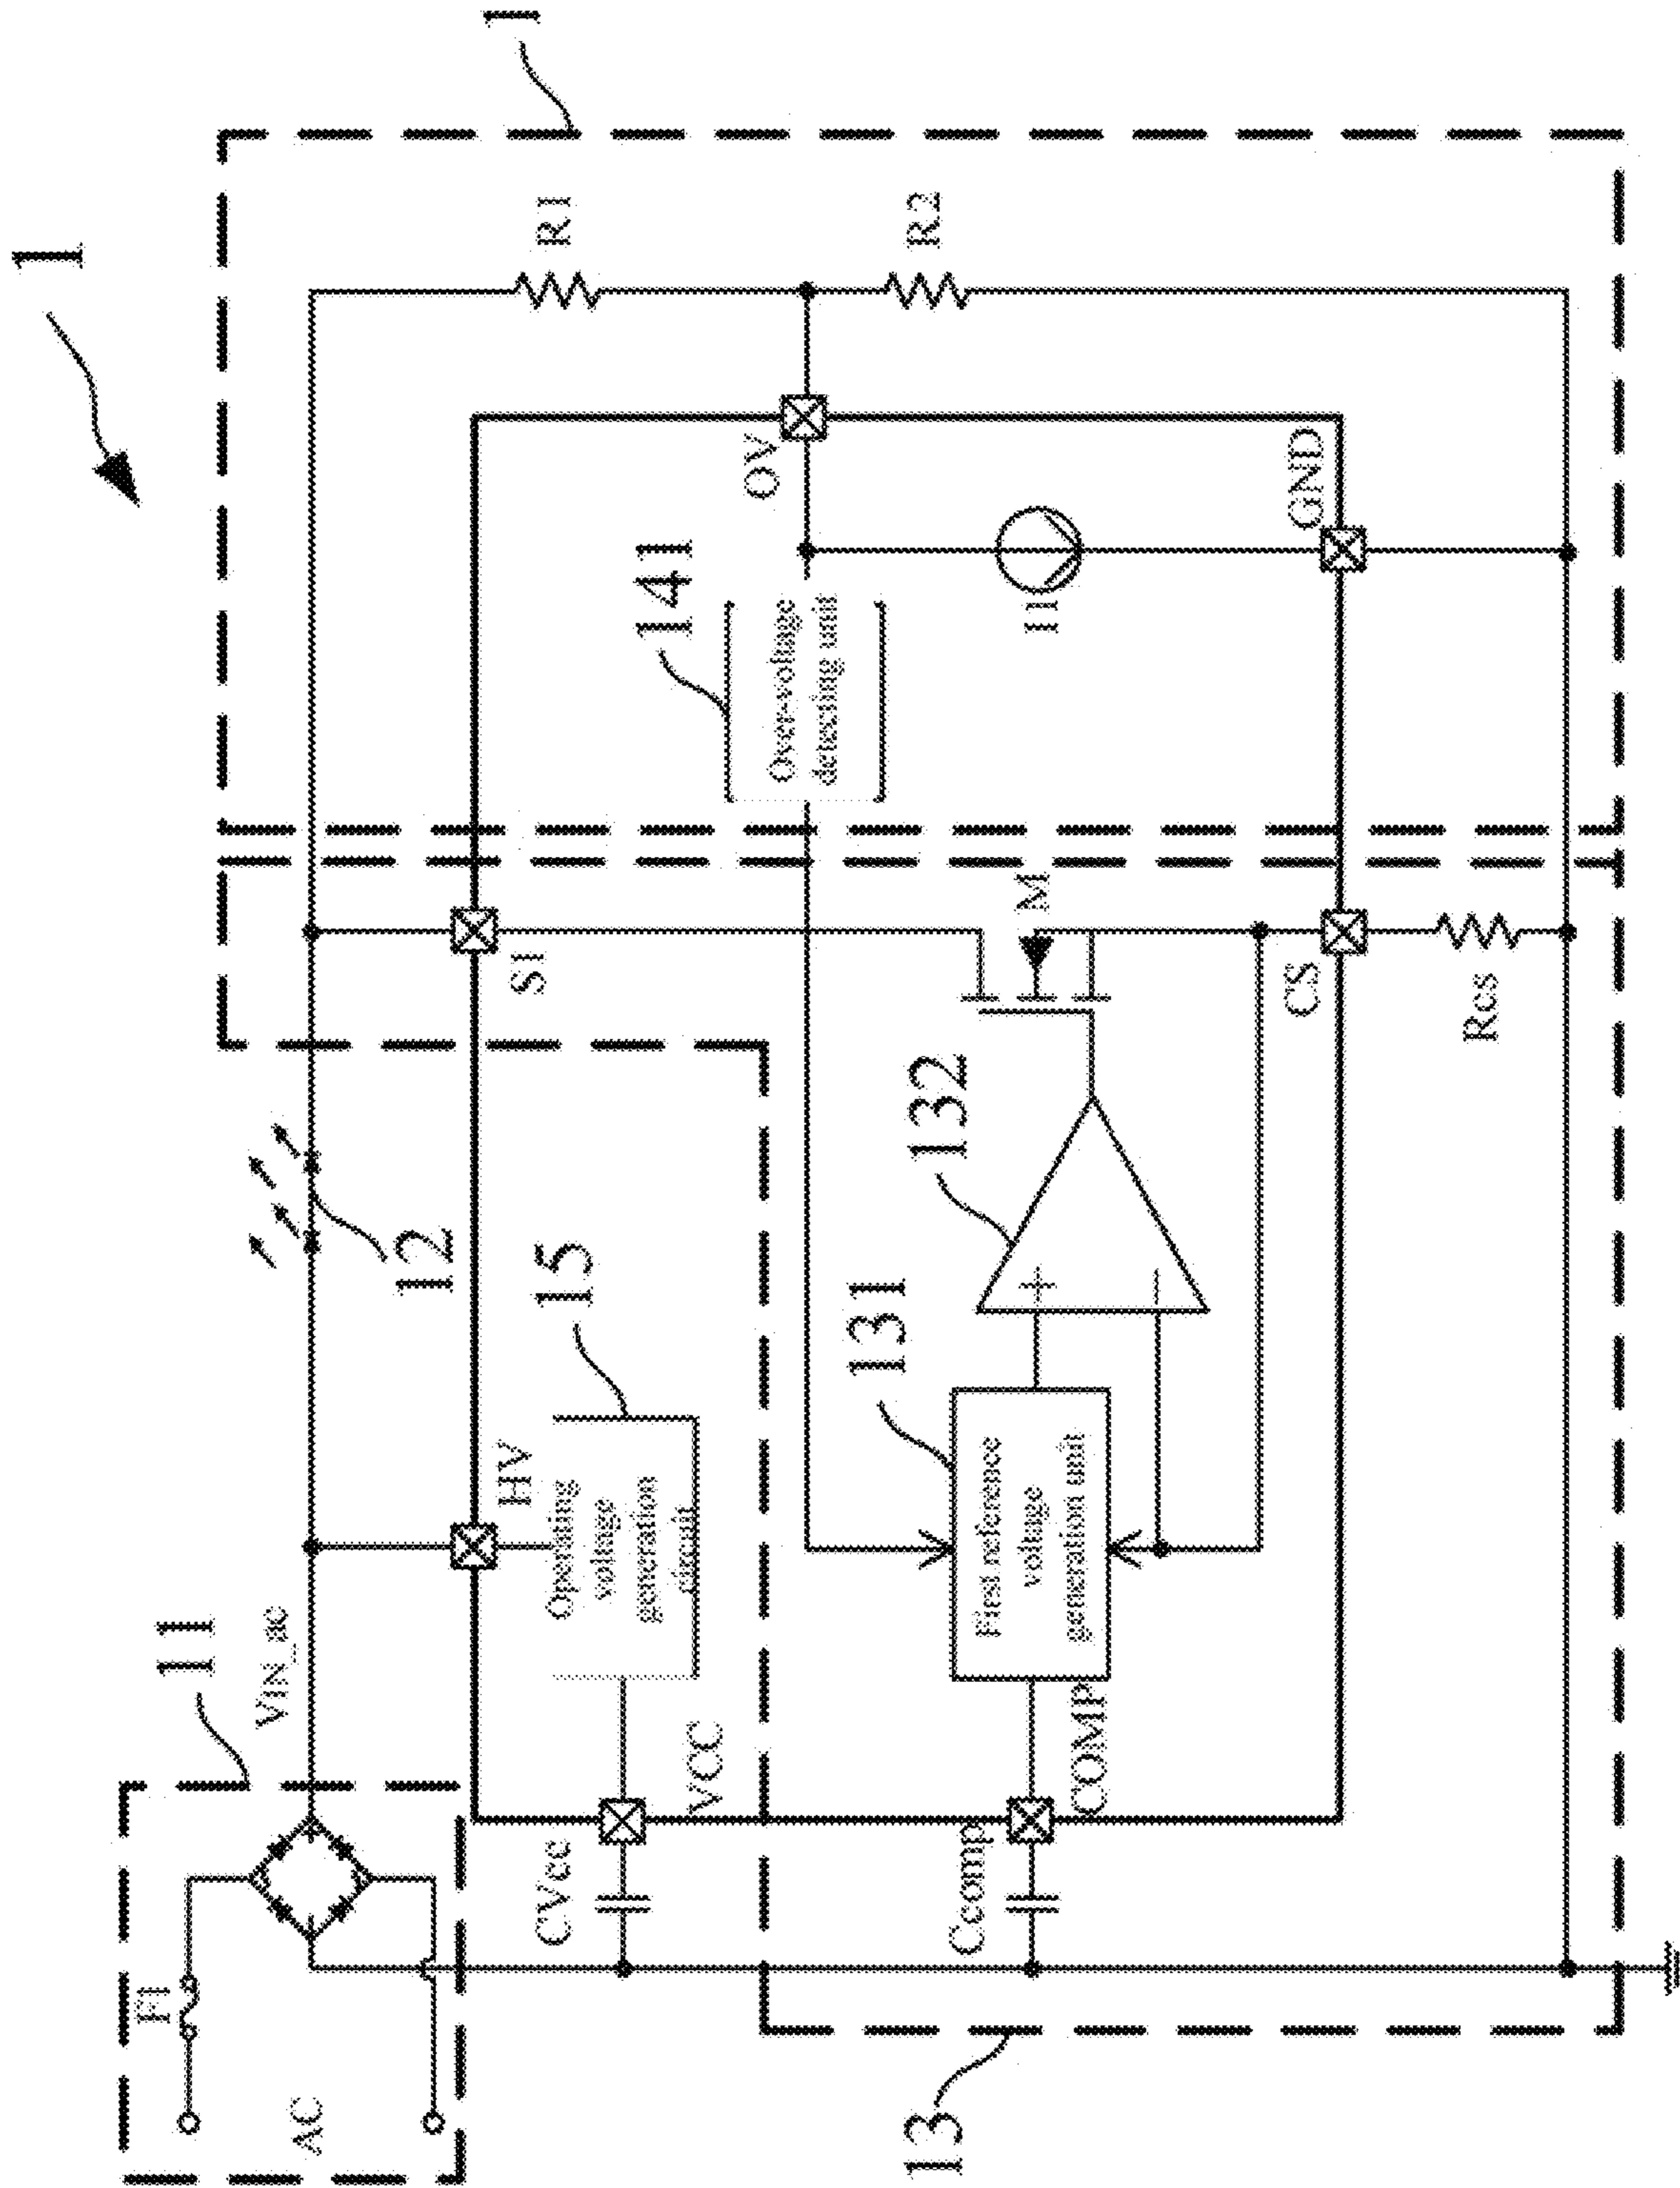 1
1
11
VIN_ac
F1
AC
12
HV
15
Operating
voltage
generation
circuit
CVcc
VCC
S1
R1
R2
OV
141
Over-voltage
detecting unit
I1
GND
M
132
+
−
131
First reference
voltage
generation unit
Ccomp
COMP
CS
Rcs
13